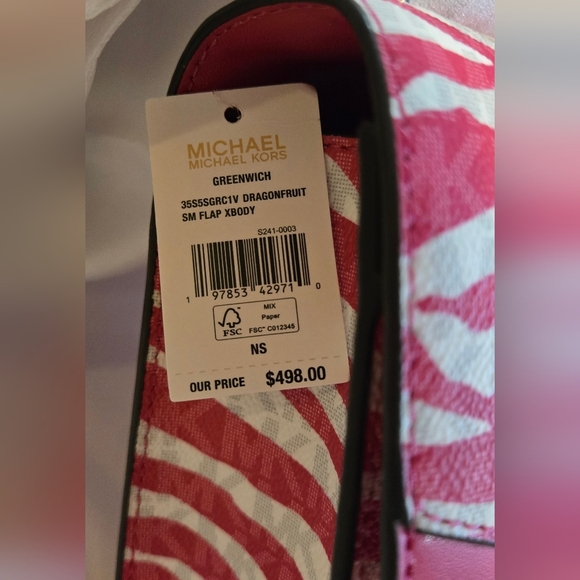 MICHAEL
MICHAEL KORS
GREENWICH
35S5SGRC1V DRAGONFRUIT
SM FLAP XBODY
S241-0003
1 97853 42971 0
MIX
Paper
FSC
FSC™ C012345
NS
OUR PRICE $498.00